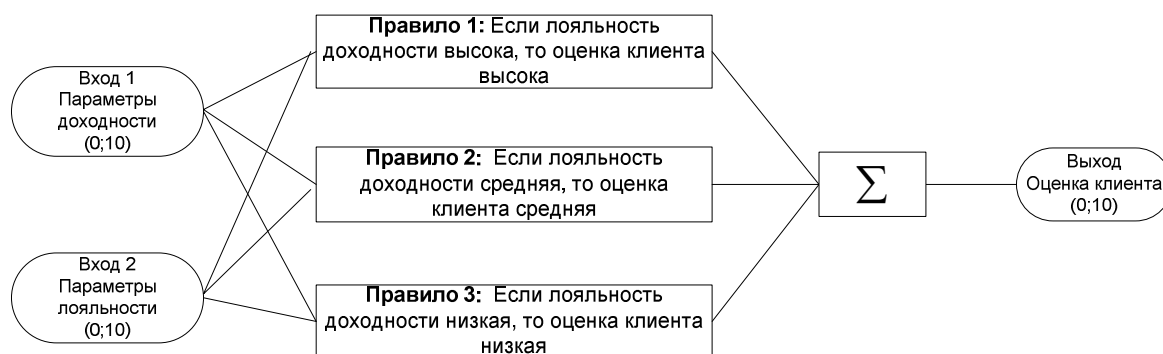 Вход 1
Параметры
доходности
(0;10)
Вход 2
Параметры
лояльности
(0;10)
Правило 1: Если лояльность
доходности высока, то оценка клиента
высока
Правило 2: Если лояльность
доходности средняя, то оценка
клиента средняя
Правило 3: Если лояльность
доходности низкая, то оценка клиента
низкая
Σ
Выход
Оценка клиента
(0;10)